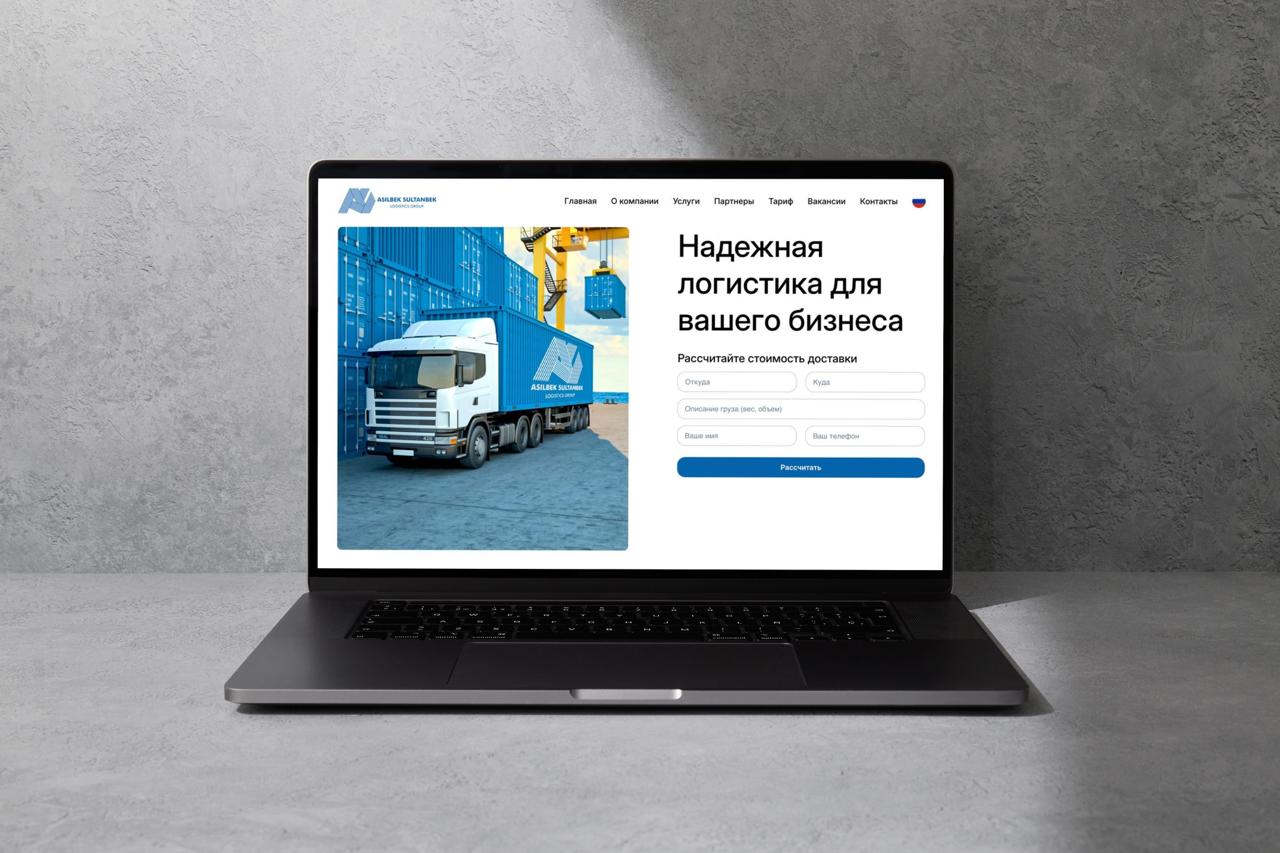 ASILBEK SULTANBEK
LOGISTICS GROUP
Главная О компании Услуги Партнеры Тариф Вакансии Контакты
ASILBEK SULTANBEK
LOGISTICS GROUP
Надежная
логистика для
вашего бизнеса
Рассчитайте стоимость доставки
Откуда Куда
Описание груза (вес, объем)
Ваше имя Ваш телефон
Рассчитать